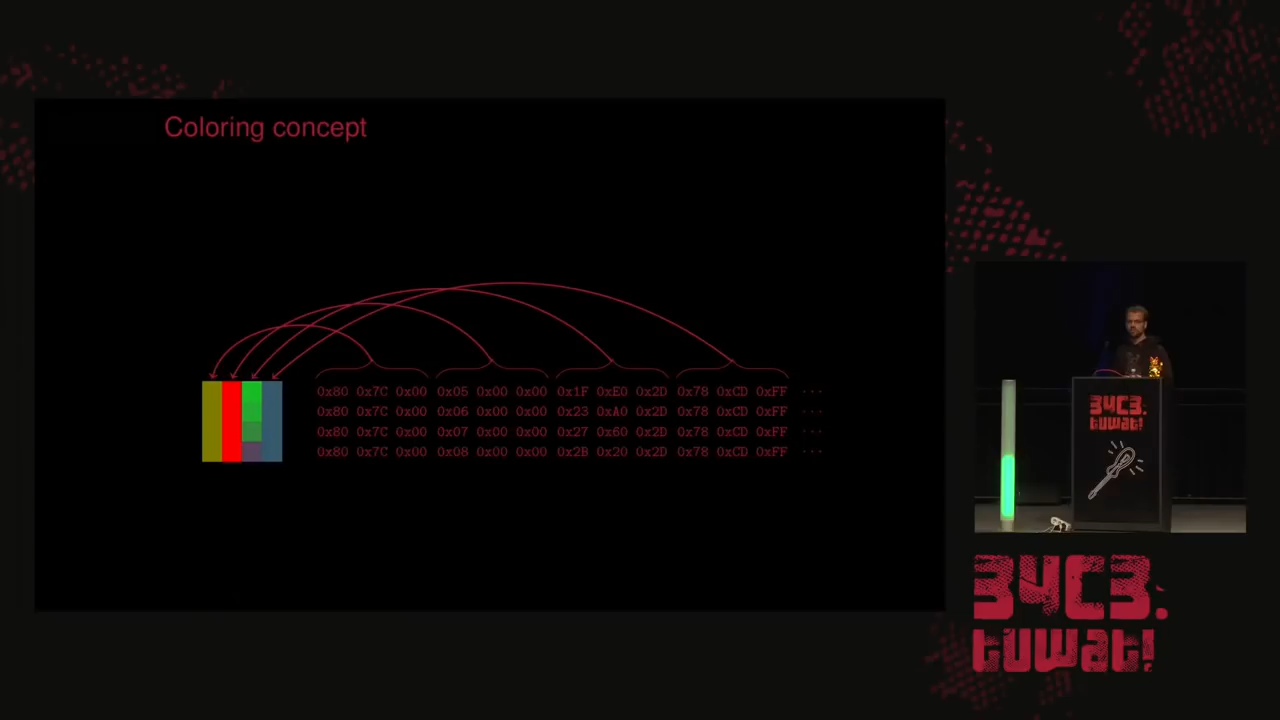 Coloring concept
0x80 0x7C 0x00 0x05 0x00 0x00 0x1F 0xE0 0x2D 0x78 0xCD 0xFF ...
0x80 0x7C 0x00 0x06 0x00 0x00 0x23 0xA0 0x2D 0x78 0xCD 0xFF ...
0x80 0x7C 0x00 0x07 0x00 0x00 0x27 0x60 0x2D 0x78 0xCD 0xFF ...
0x80 0x7C 0x00 0x08 0x00 0x00 0x2B 0x20 0x2D 0x78 0xCD 0xFF ...
34C3.
tuwat!
34C3.
tuwat!